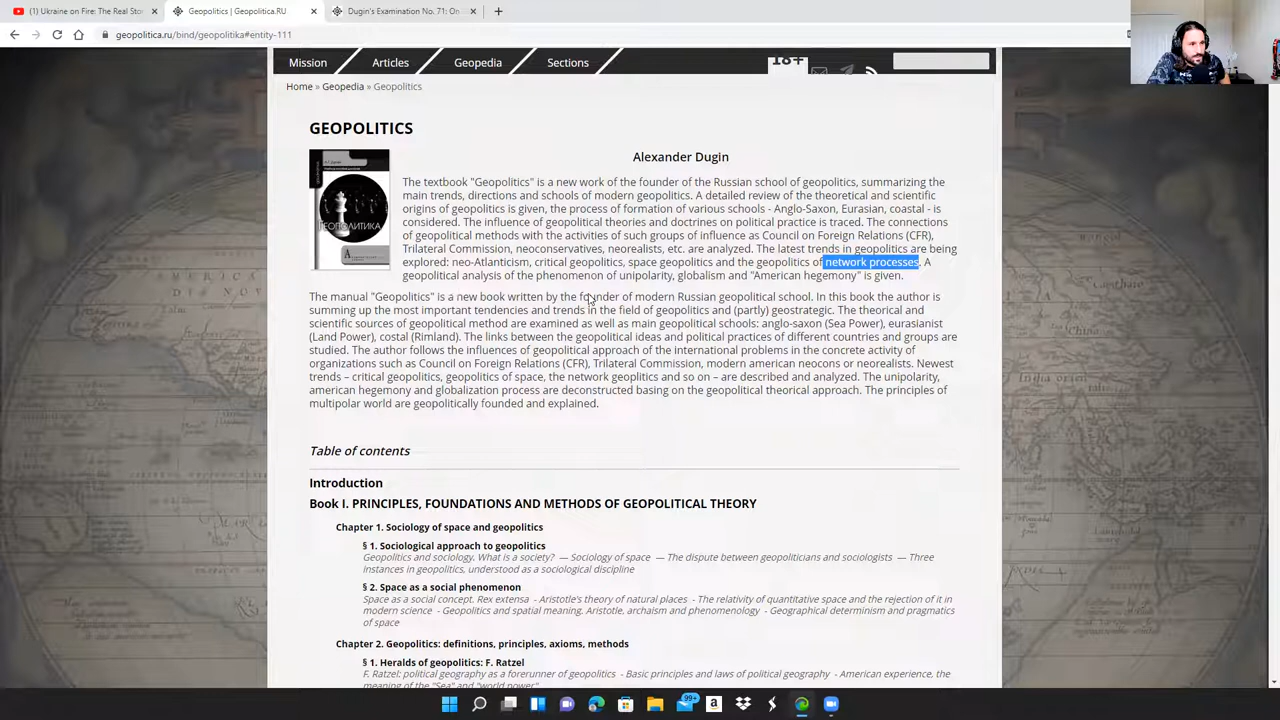 (1) Ukraine on Fire: The Real Sto
Geopolitics | Geopolitica.RU
Dugin's Examination No. 71: On
geopolitica.ru/bind/geopolitika#entity-111
Mission
Articles
Geopedia
Sections
18+
Home » Geopedia » Geopolitics
GEOPOLITICS
Alexander Dugin
The textbook "Geopolitics" is a new work of the founder of the Russian school of geopolitics, summarizing the
main trends, directions and schools of modern geopolitics. A detailed review of the theoretical and scientific
origins of geopolitics is given, the process of formation of various schools - Anglo-Saxon, Eurasian, coastal - is
considered. The influence of geopolitical theories and doctrines on political practice is traced. The connections
of geopolitical methods with the activities of such groups of influence as Council on Foreign Relations (CFR),
Trilateral Commission, neoconservatives, neorealists, etc. are analyzed. The latest trends in geopolitics are being
explored: neo-Atlanticism, critical geopolitics, space geopolitics and the geopolitics of network processes. A
geopolitical analysis of the phenomenon of unipolarity, globalism and "American hegemony" is given.
ГЕОПОЛИТИКА
The manual "Geopolitics" is a new book written by the founder of modern Russian geopolitical school. In this book the author is
summing up the most important tendencies and trends in the field of geopolitics and (partly) geostrategic. The theorical and
scientific sources of geopolitical method are examined as well as main geopolitical schools: anglo-saxon (Sea Power), eurasianist
(Land Power), costal (Rimland). The links between the geopolitical ideas and political practices of different countries and groups are
studied. The author follows the influences of geopolitical approach of the international problems in the concrete activity of
organizations such as Council on Foreign Relations (CFR), Trilateral Commission, modern american neocons or neorealists. Newest
trends – critical geopolitics, geopolitics of space, the network geoplitics and so on – are described and analyzed. The unipolarity,
american hegemony and globalization process are deconstructed basing on the geopolitical theorical approach. The principles of
multipolar world are geopolitically founded and explained.
Table of contents
Introduction
Book I. PRINCIPLES, FOUNDATIONS AND METHODS OF GEOPOLITICAL THEORY
Chapter 1. Sociology of space and geopolitics
§ 1. Sociological approach to geopolitics
Geopolitics and sociology. What is a society? — Sociology of space — The dispute between geopoliticians and sociologists — Three
instances in geopolitics, understood as a sociological discipline
§ 2. Space as a social phenomenon
Space as a social concept. Rex extensa - Aristotle's theory of natural places - The relativity of quantitative space and the rejection of it in
modern science - Geopolitics and spatial meaning. Aristotle, archaism and phenomenology - Geographical determinism and pragmatics
of space
Chapter 2. Geopolitics: definitions, principles, axioms, methods
§ 1. Heralds of geopolitics: F. Ratzel
F. Ratzel: political geography as a forerunner of geopolitics - Basic principles and laws of political geography - American experience, the
meaning of the "Sea" and "world power"
99+